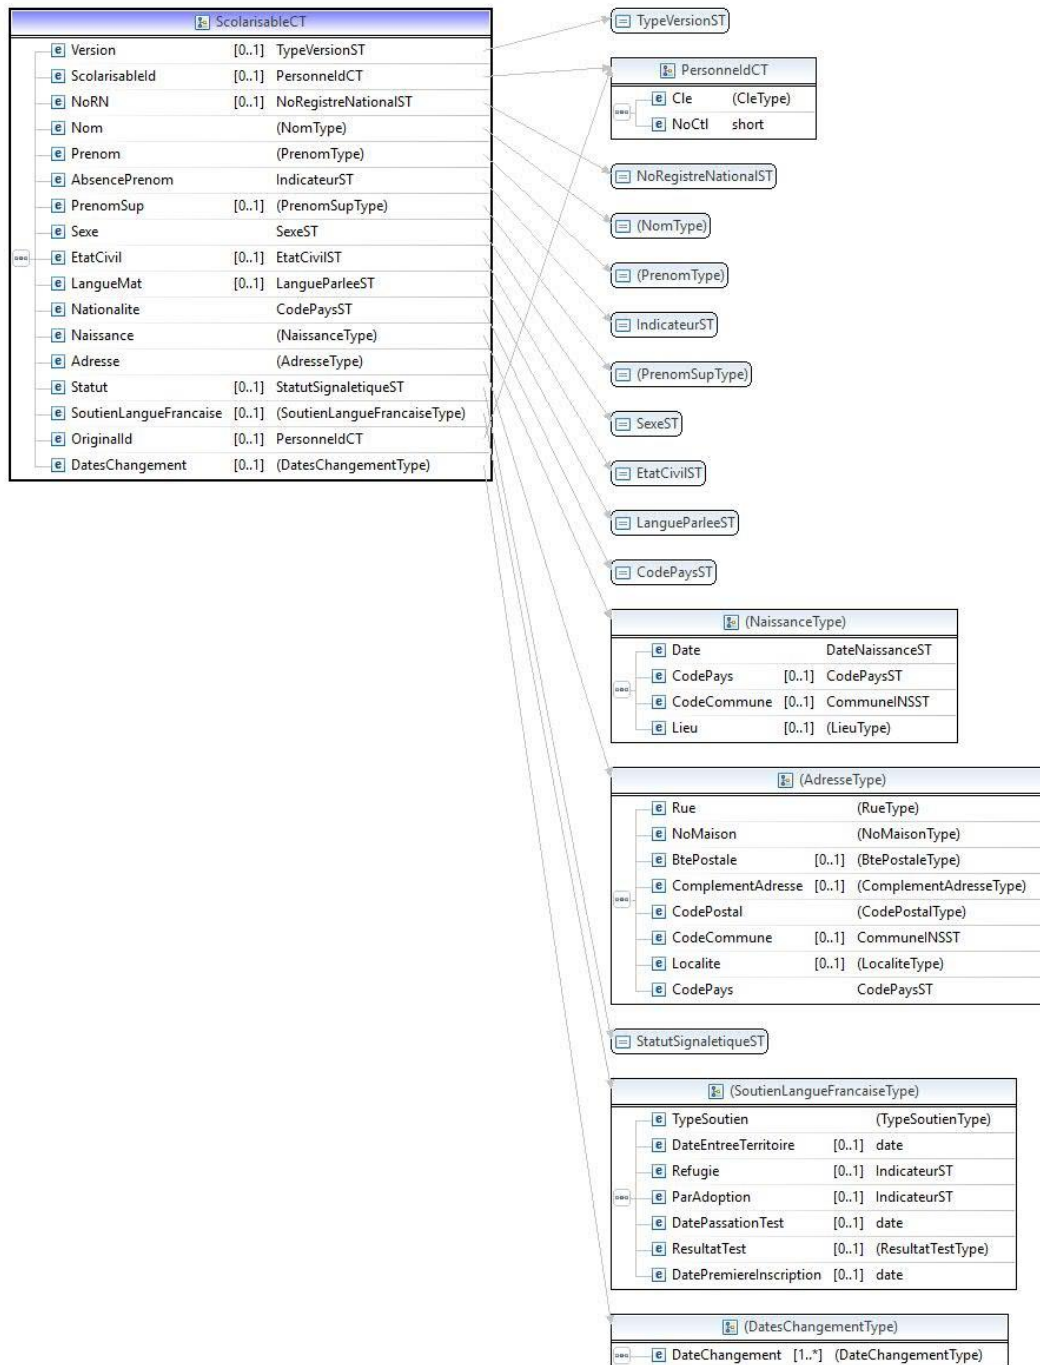 ScolarisableCT
Version [0..1] TypeVersionST
ScolarisableId [0..1] PersonneIdCT
NoRN [0..1] NoRegistreNationalST
Nom (NomType)
Prenom (PrenomType)
AbsencePrenom IndicateurST
PrenomSup [0..1] (PrenomSupType)
Sexe SexeST
EtatCivil [0..1] EtatCivilST
LangueMat [0..1] LangueParleeST
Nationalite CodePaysST
Naissance (NaissanceType)
Adresse (AdresseType)
Statut [0..1] StatutSignaletiqueST
SoutienLangueFrancaise [0..1] (SoutienLangueFrancaiseType)
OriginalId [0..1] PersonneIdCT
DatesChangement [0..1] (DatesChangementType)
TypeVersionST
PersonneIdCT
Cle (CleType)
NoCtl short
NoRegistreNationalST
(NomType)
(PrenomType)
IndicateurST
(PrenomSupType)
SexeST
EtatCivilST
LangueParleeST
CodePaysST
(NaissanceType)
Date DateNaissanceST
CodePays [0..1] CodePaysST
CodeCommune [0..1] CommuneINSST
Lieu [0..1] (LieuType)
(AdresseType)
Rue (RueType)
NoMaison (NoMaisonType)
BtePostale [0..1] (BtePostaleType)
ComplementAdresse [0..1] (ComplementAdresseType)
CodePostal (CodePostalType)
CodeCommune [0..1] CommuneINSST
Localite [0..1] (LocaliteType)
CodePays CodePaysST
StatutSignaletiqueST
(SoutienLangueFrancaiseType)
TypeSoutien (TypeSoutienType)
DateEntreeTerritoire [0..1] date
Refugie [0..1] IndicateurST
ParAdoption [0..1] IndicateurST
DatePassationTest [0..1] date
ResultatTest [0..1] (ResultatTestType)
DatePremiereInscription [0..1] date
(DatesChangementType)
DateChangement [1..*] (DateChangementType)